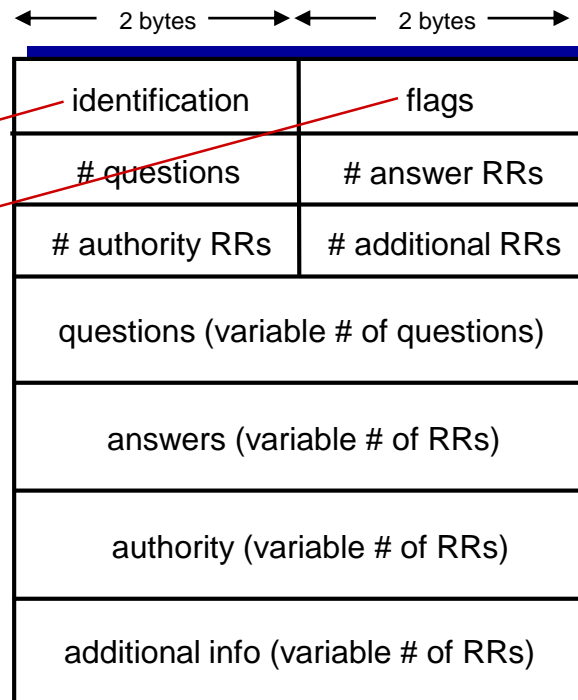 2 bytes 2 bytes
identification flags
# questions # answer RRs
# authority RRs # additional RRs
questions (variable # of questions)
answers (variable # of RRs)
authority (variable # of RRs)
additional info (variable # of RRs)